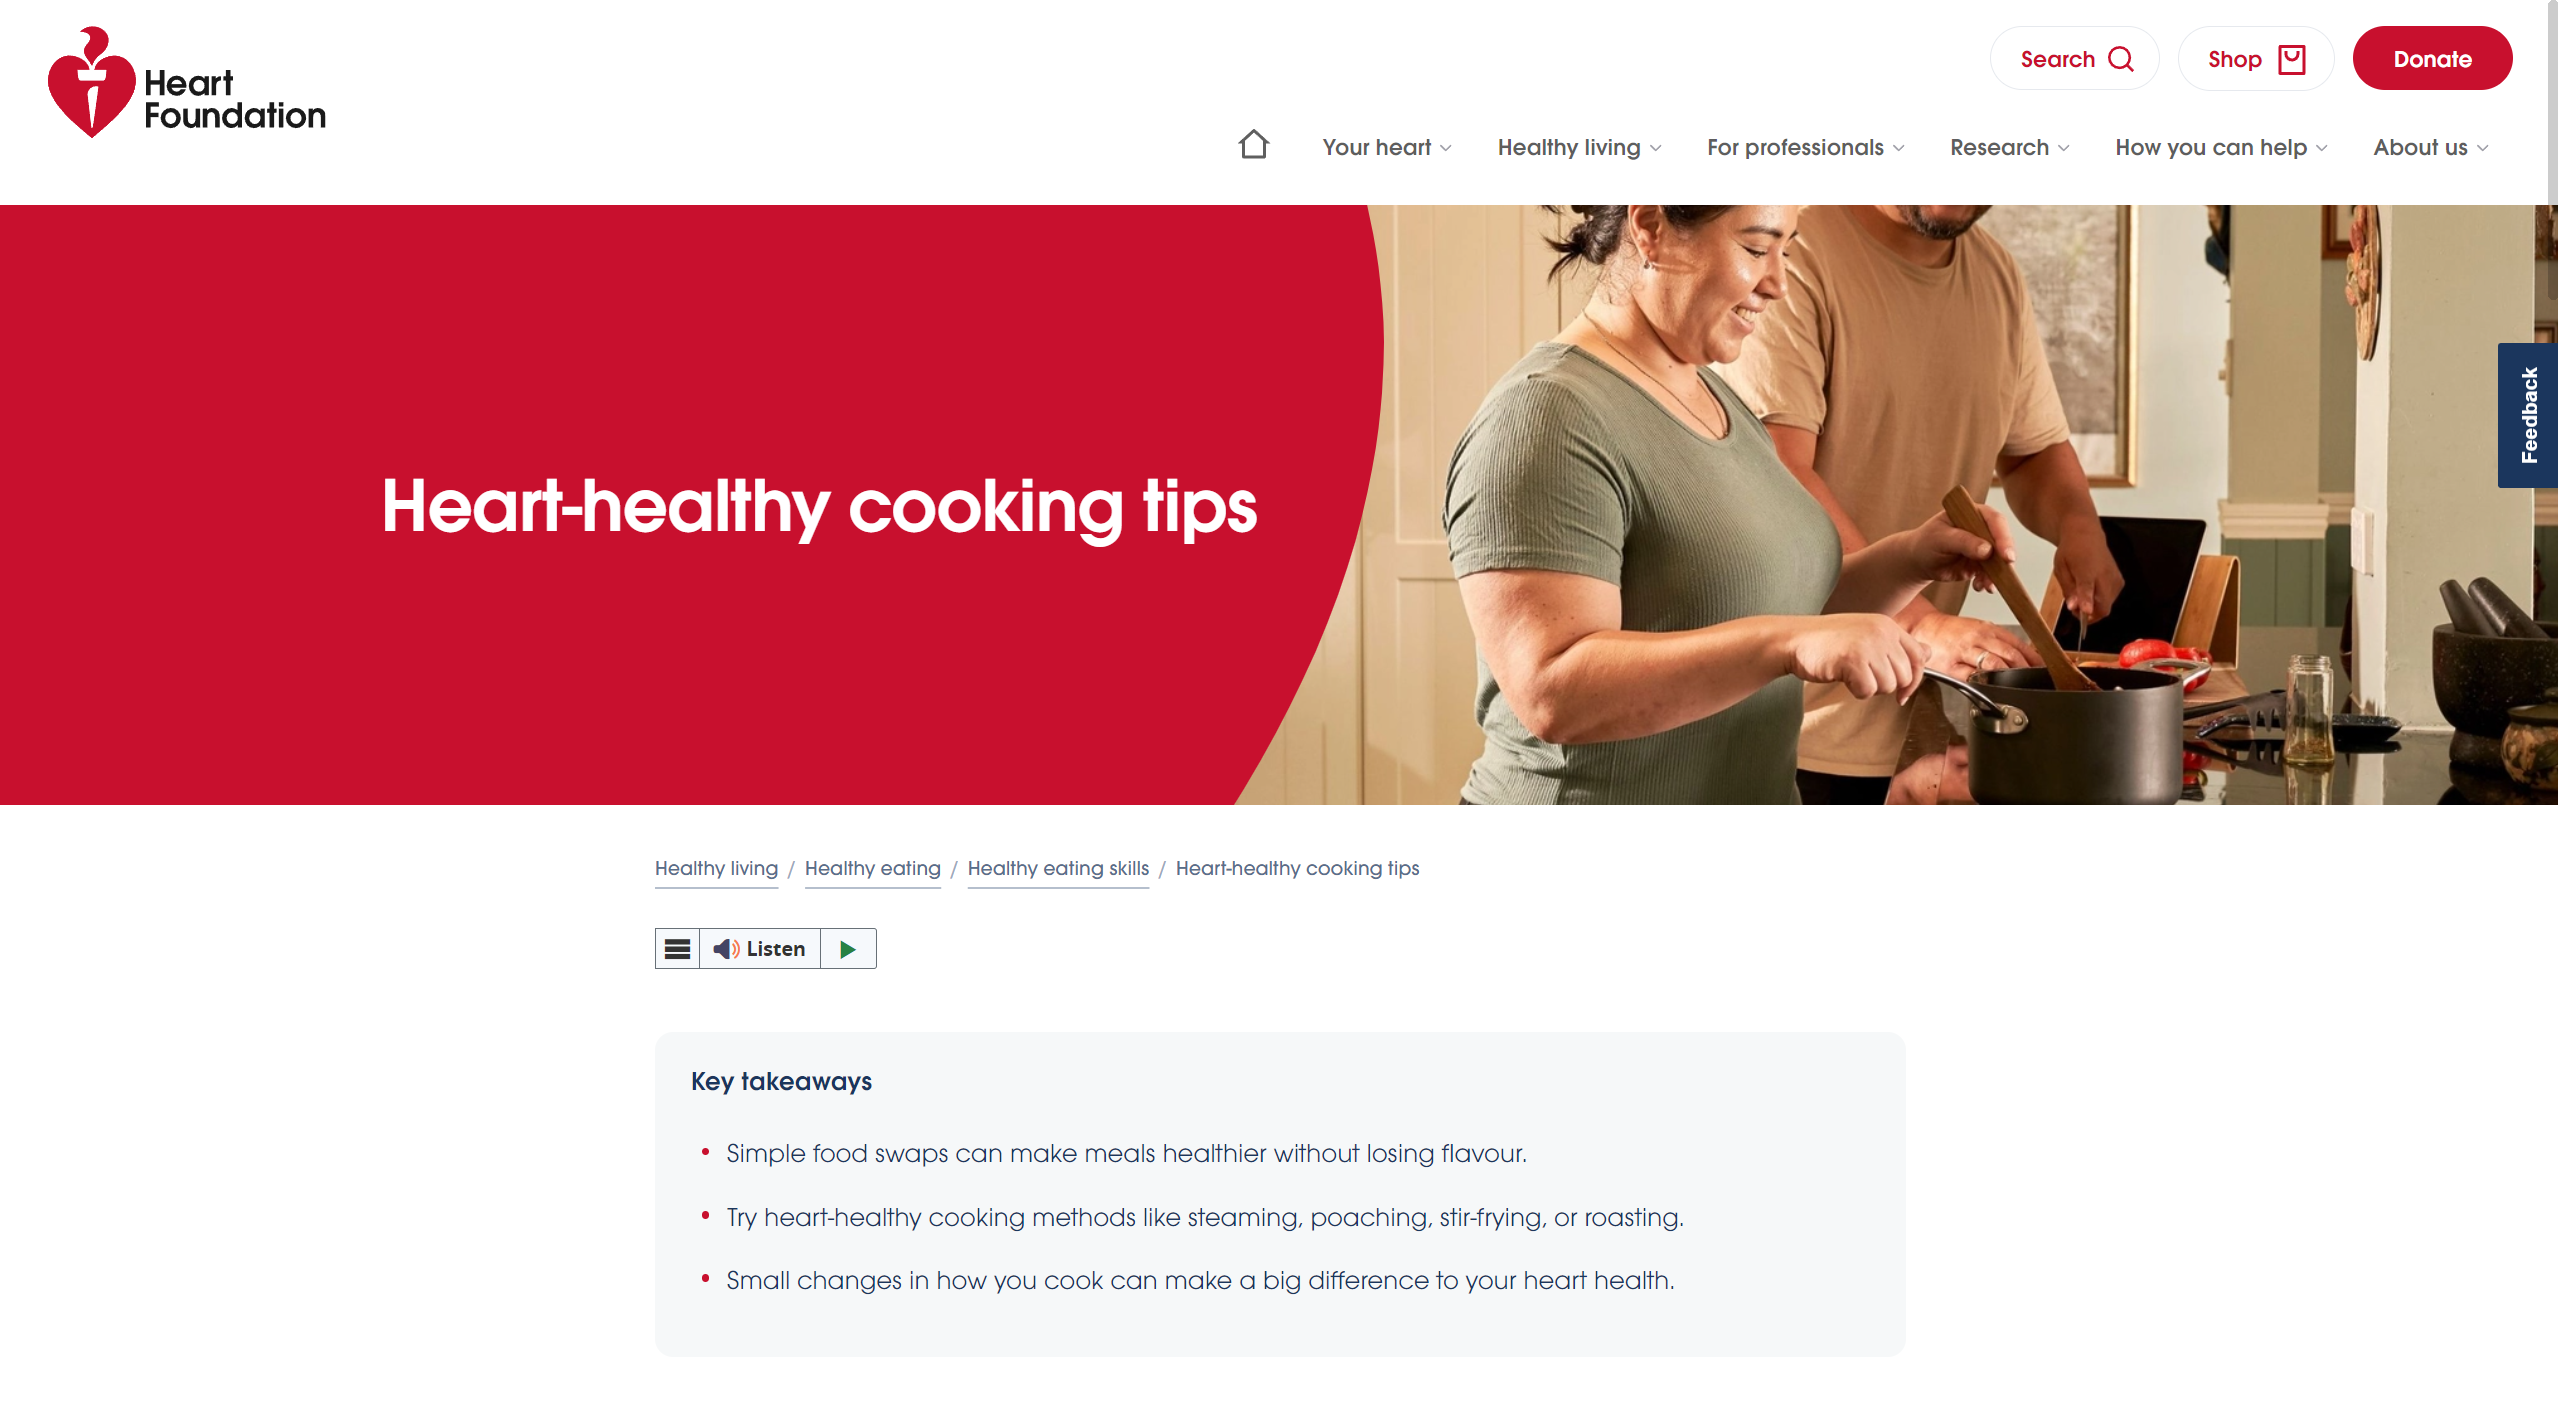 Heart
Foundation
Search
Shop
Donate
Your heart
Healthy living
For professionals
Research
How you can help
About us
Heart-healthy cooking tips
Feedback
Healthy living / Healthy eating / Healthy eating skills / Heart-healthy cooking tips
Listen
Key takeaways
• Simple food swaps can make meals healthier without losing flavour.
• Try heart-healthy cooking methods like steaming, poaching, stir-frying, or roasting.
• Small changes in how you cook can make a big difference to your heart health.